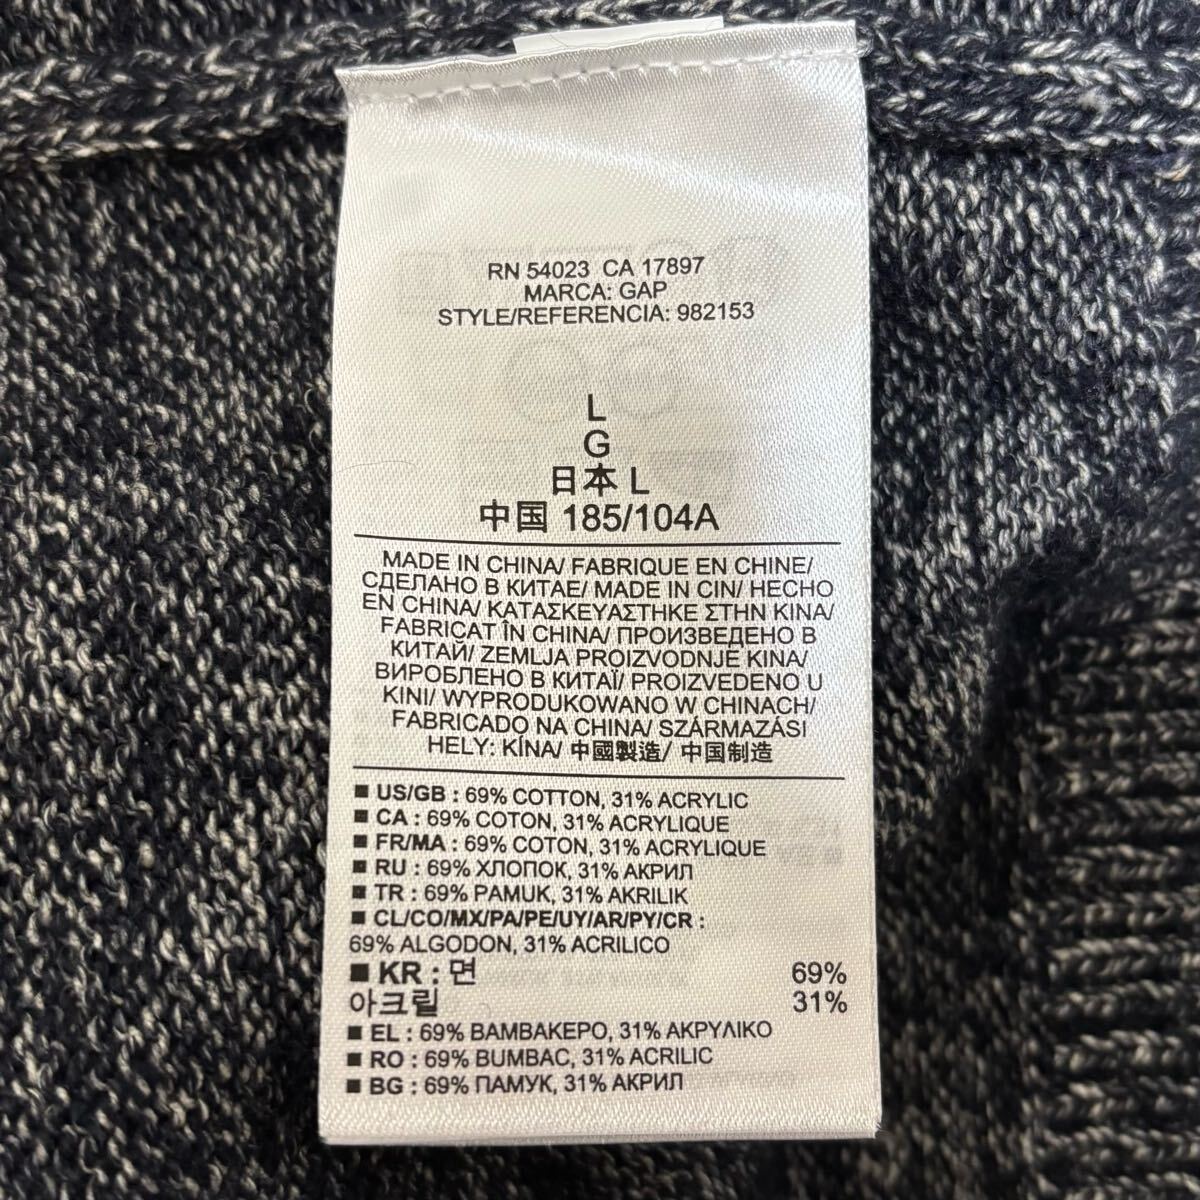 RN 54023 CA 17897
MARCA: GAP
STYLE/REFERENCIA: 982153
L
G
日本 L
中国 185/104A
MADE IN CHINA/ FABRIQUE EN CHINE/
СДЕЛАНО В КИТАЕ/ MADE IN CIN/ HECHO
EN CHINA/ ΚΑΤΑΣΚΕΥΑΣΤΗΚΕ ΣΤΗΝ ΚΙΝΑ/
FABRICAT ÎN CHINA/ ПРОИЗВЕДЕНО В
КИТАЙ/ ZEMLJA PROIZVODNJE KINA/
ВИРОБЛЕНО В КИТАЇ/ PROIZVEDENO U
KINI/ WYPRODUKOWANO W CHINACH/
FABRICADO NA CHINA/ SZÁRMAZÁSI
HELY: KÍNA/ 中國製造/ 中国制造
■ US/GB : 69% COTTON, 31% ACRYLIC
■ CA : 69% COTON, 31% ACRYLIQUE
■ FR/MA : 69% COTON, 31% ACRYLIQUE
■ RU : 69% ХЛОПОК, 31% АКРИЛ
■ TR : 69% PAMUK, 31% AKRILIK
■ CL/CO/MX/PA/PE/UY/AR/PY/CR :
69% ALGODON, 31% ACRILICO
■ KR : 면 69%
아크릴 31%
■ EL : 69% ΒΑΜΒΑΚΕΡΟ, 31% ΑΚΡΥΛΙΚΟ
■ RO : 69% BUMBAC, 31% ACRILIC
■ BG : 69% ПАМУК, 31% АКРИЛ